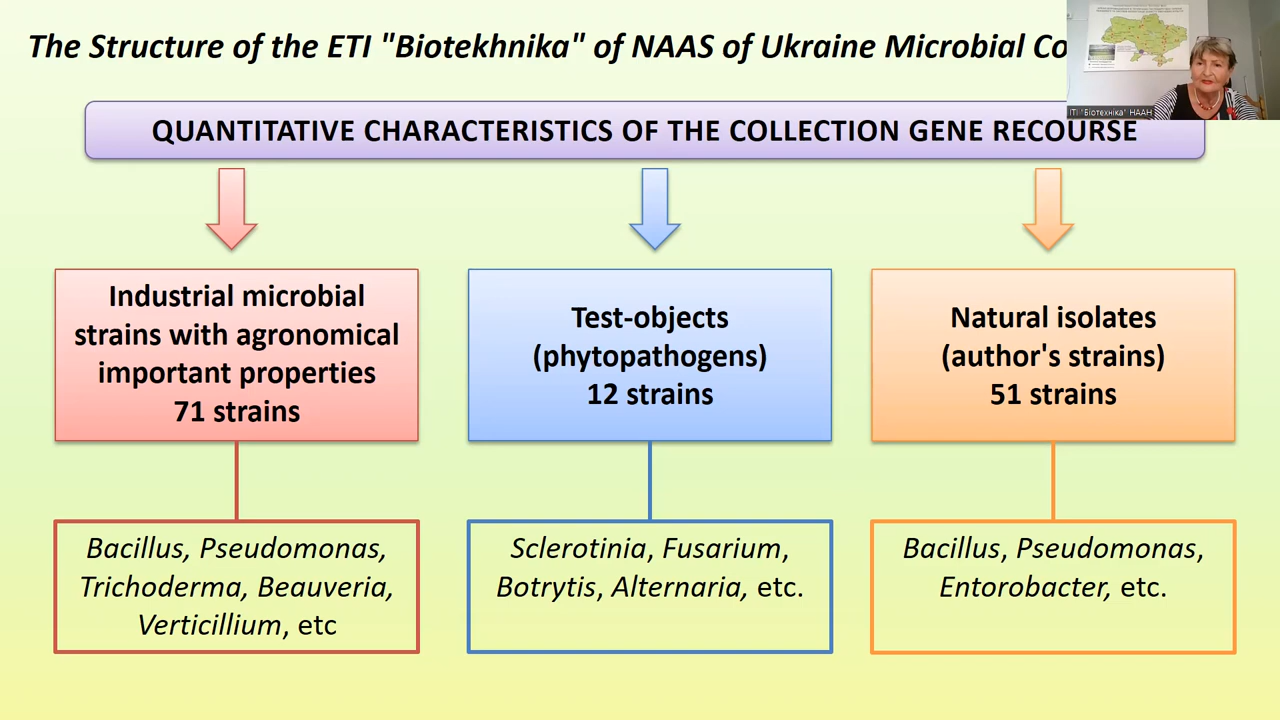 The Structure of the ETI "Biotekhnika" of NAAS of Ukraine Microbial Co
ІТІ "Біотехніка" НААН
QUANTITATIVE CHARACTERISTICS OF THE COLLECTION GENE RECOURSE
Industrial microbial
strains with agronomical
important properties
71 strains
Test-objects
(phytopathogens)
12 strains
Natural isolates
(author's strains)
51 strains
Bacillus, Pseudomonas,
Trichoderma, Beauveria,
Verticillium, etc
Sclerotinia, Fusarium,
Botrytis, Alternaria, etc.
Bacillus, Pseudomonas,
Entorobacter, etc.